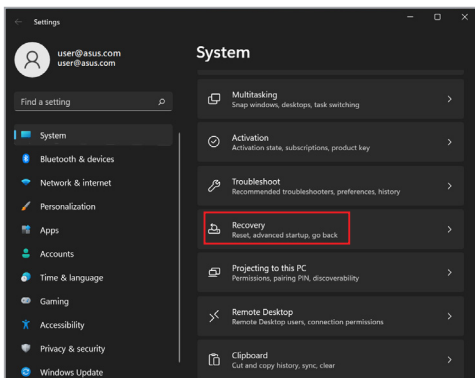 Settings
user@asus.com
user@asus.com
Find a setting
System
Bluetooth & devices
Network & internet
Personalization
Apps
Accounts
Time & language
Gaming
Accessibility
Privacy & security
Windows Update
System
Multitasking
Snap windows, desktops, task switching
Activation
Activation state, subscriptions, product key
Troubleshoot
Recommended troubleshooters, preferences, history
Recovery
Reset, advanced startup, go back
Projecting to this PC
Permissions, pairing PIN, discoverability
Remote Desktop
Remote Desktop users, connection permissions
Clipboard
Cut and copy history, sync, clear